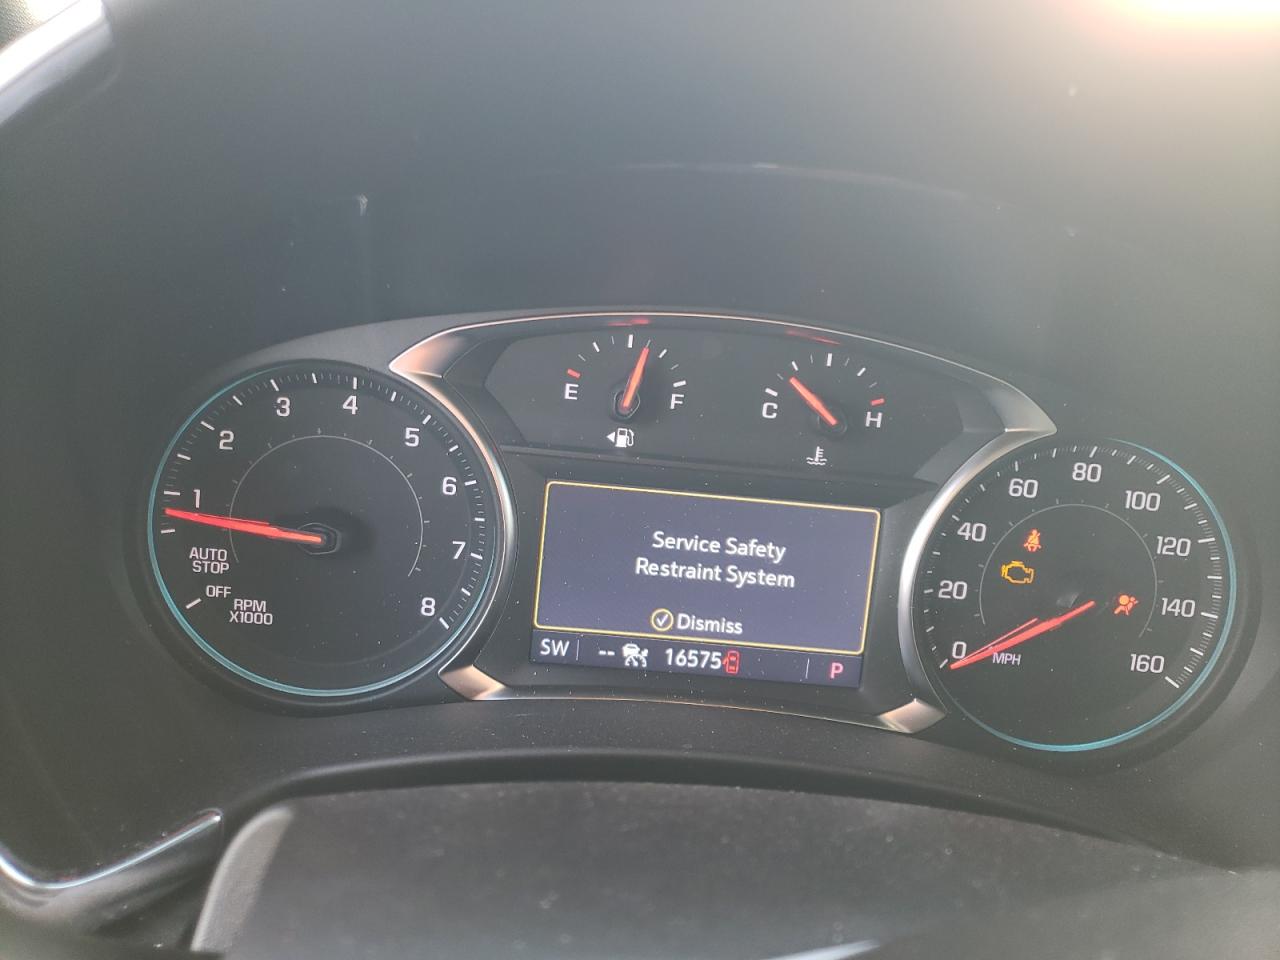 1
2
3
4
5
6
7
8
AUTO
STOP
OFF
RPM
X1000
E
F
C
H
Service Safety
Restraint System
Dismiss
SW -- 16575 P
0
20
40
60
80
100
120
140
160
MPH